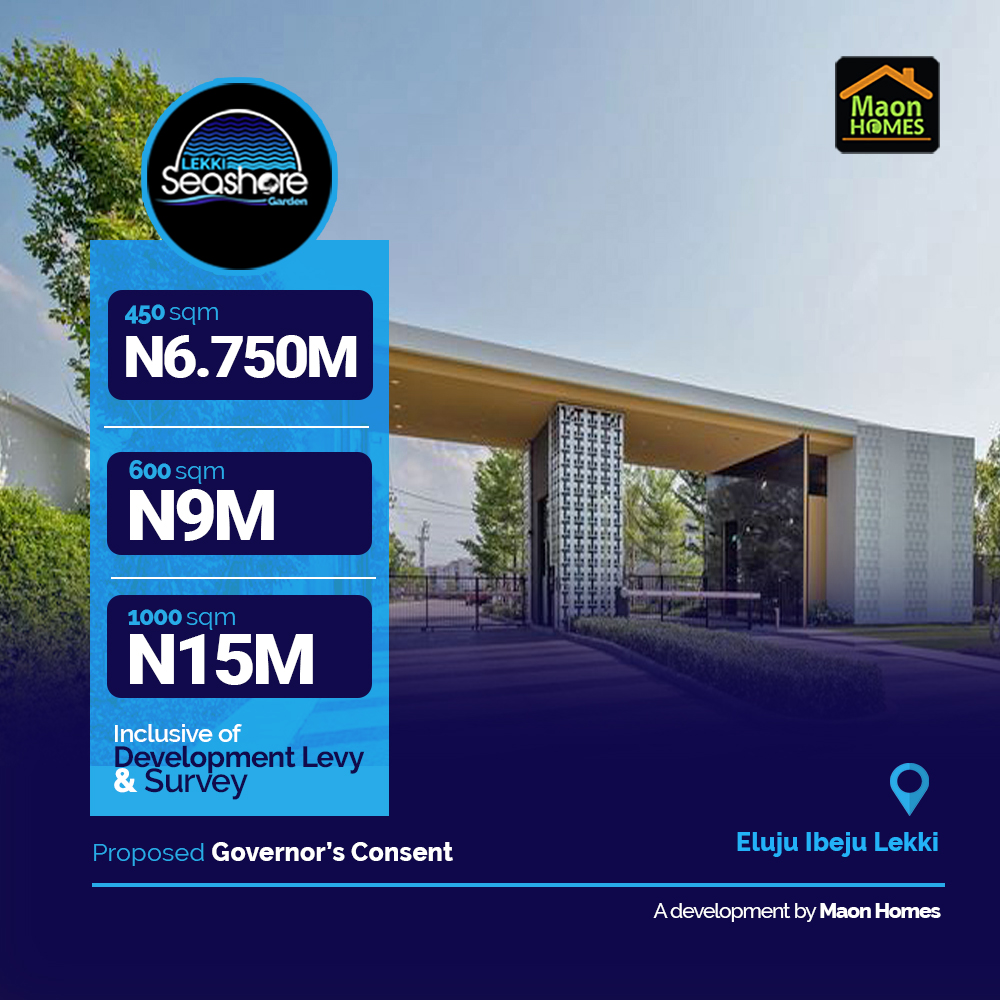 Maon
HOMES
LEKKI
Seashore
Garden
450 sqm
N6.750M
600 sqm
N9M
1000 sqm
N15M
Inclusive of
Development Levy
& Survey
Proposed Governor's Consent
Eluju Ibeju Lekki
A development by Maon Homes